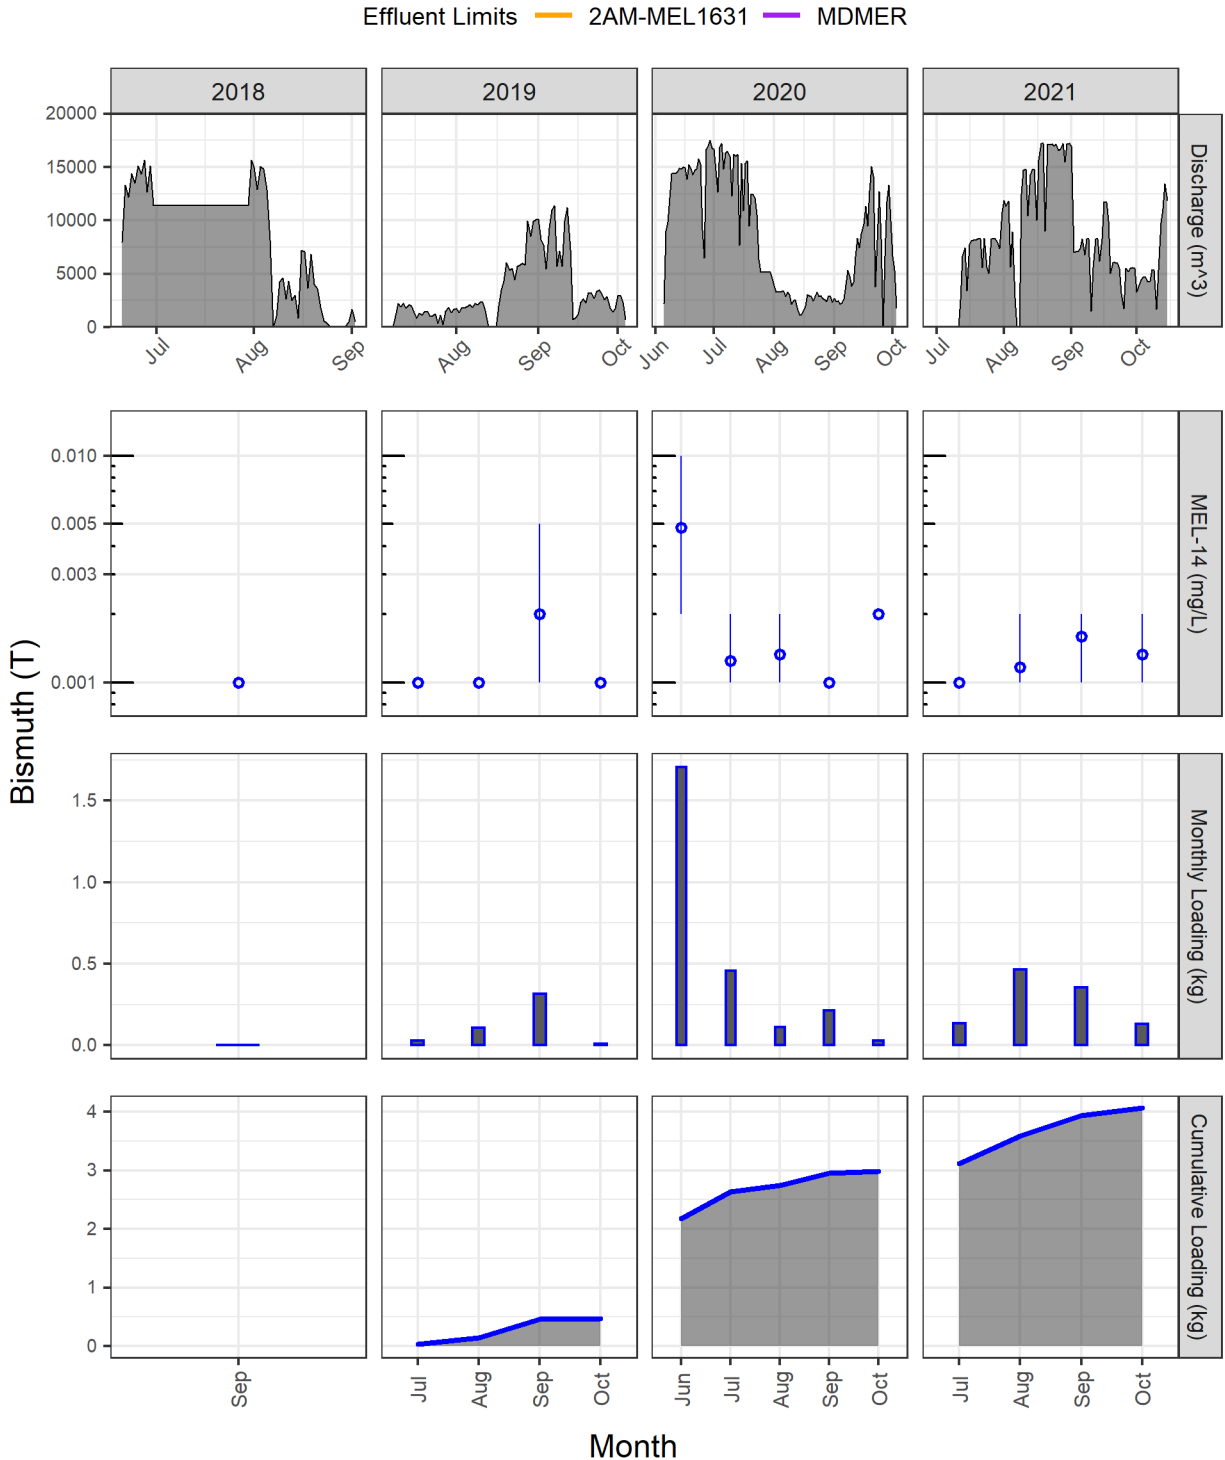 Effluent Limits 2AM-MEL1631 MDMER
2018 2019 2020 2021
20000
15000
10000
5000
0
Discharge (m^3)
Jul Aug Sep Aug Sep Oct Jun Jul Aug Sep Oct Jul Aug Sep Oct
0.010
0.005
0.003
0.001
MEL-14 (mg/L)
Bismuth (T)
1.5
1.0
0.5
0.0
Monthly Loading (kg)
4
3
2
1
0
Cumulative Loading (kg)
Sep Jul Aug Sep Oct Jun Jul Aug Sep Oct Jul Aug Sep Oct
Month